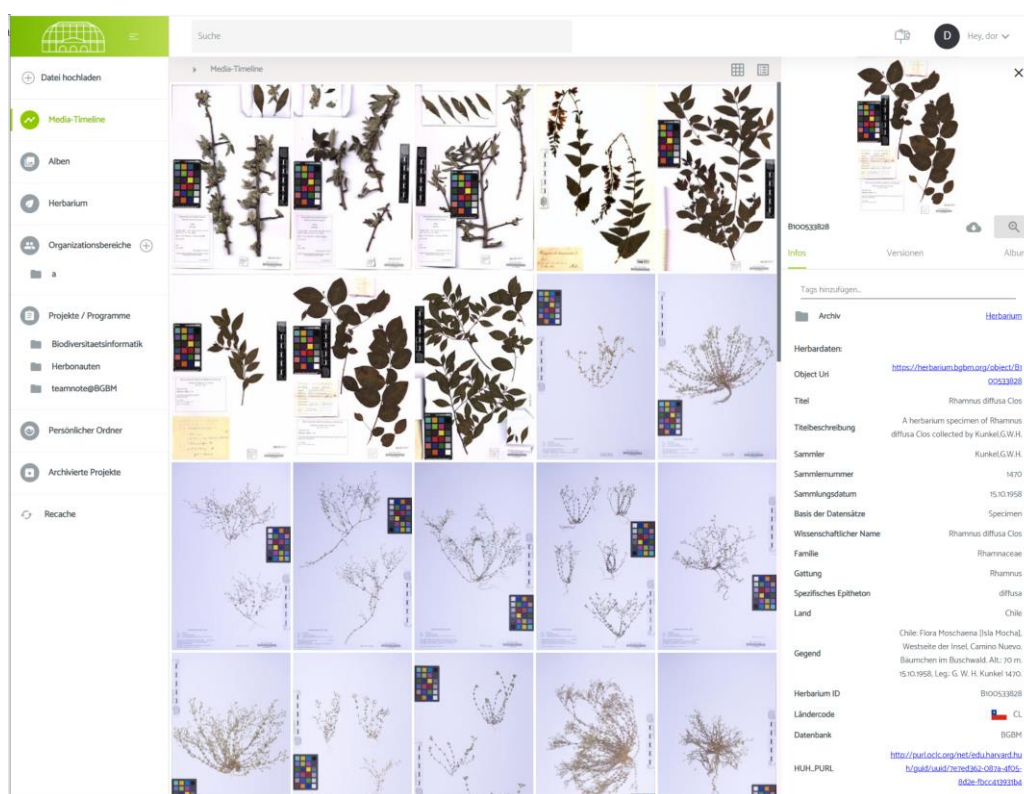 Suche
D
Hey, dor
Datei hochladen
Media-Timeline
Alben
Herbarium
Organizationsbereiche
a
Projekte / Programme
Biodiversitaetsinformatik
Herbonauten
teamnote@BGBM
Persönlicher Ordner
Archivierte Projekte
Recache
Media-Timeline
B100533828
Infos
Versionen
Album
Tags hinzufügen...
Archiv
Herbarium
Herbardaten:
Object Uri
https://herbarium.bgbm.org/object/B1
00533828
Titel
Rhamnus diffusa Clos
Titelbeschreibung
A herbarium specimen of Rhamnus
diffusa Clos collected by Kunkel,G.W.H.
Sammler
Kunkel,G.W.H.
Sammlernummer
1470
Sammlungsdatum
15.10.1958
Basis der Datensätze
Specimen
Wissenschaftlicher Name
Rhamnus diffusa Clos
Familie
Rhamnaceae
Gattung
Rhamnus
Spezifisches Epitheton
diffusa
Land
Chile
Gegend
Chile: Flora Moschaena [Isla Mocha],
Westseite der Insel, Camino Nuevo.
Bäumchen im Buschwald. Alt.: 70 m.
15.10.1958, Leg.: G. W. H. Kunkel 1470.
Herbarium ID
B100533828
Ländercode
CL
Datenbank
BGBM
HUH_PURL
http://purl.oclc.org/net/edu.harvard.hu
h/guid/uuid/7e7ed362-087a-4f05-
8d2e-fbcc413931b4